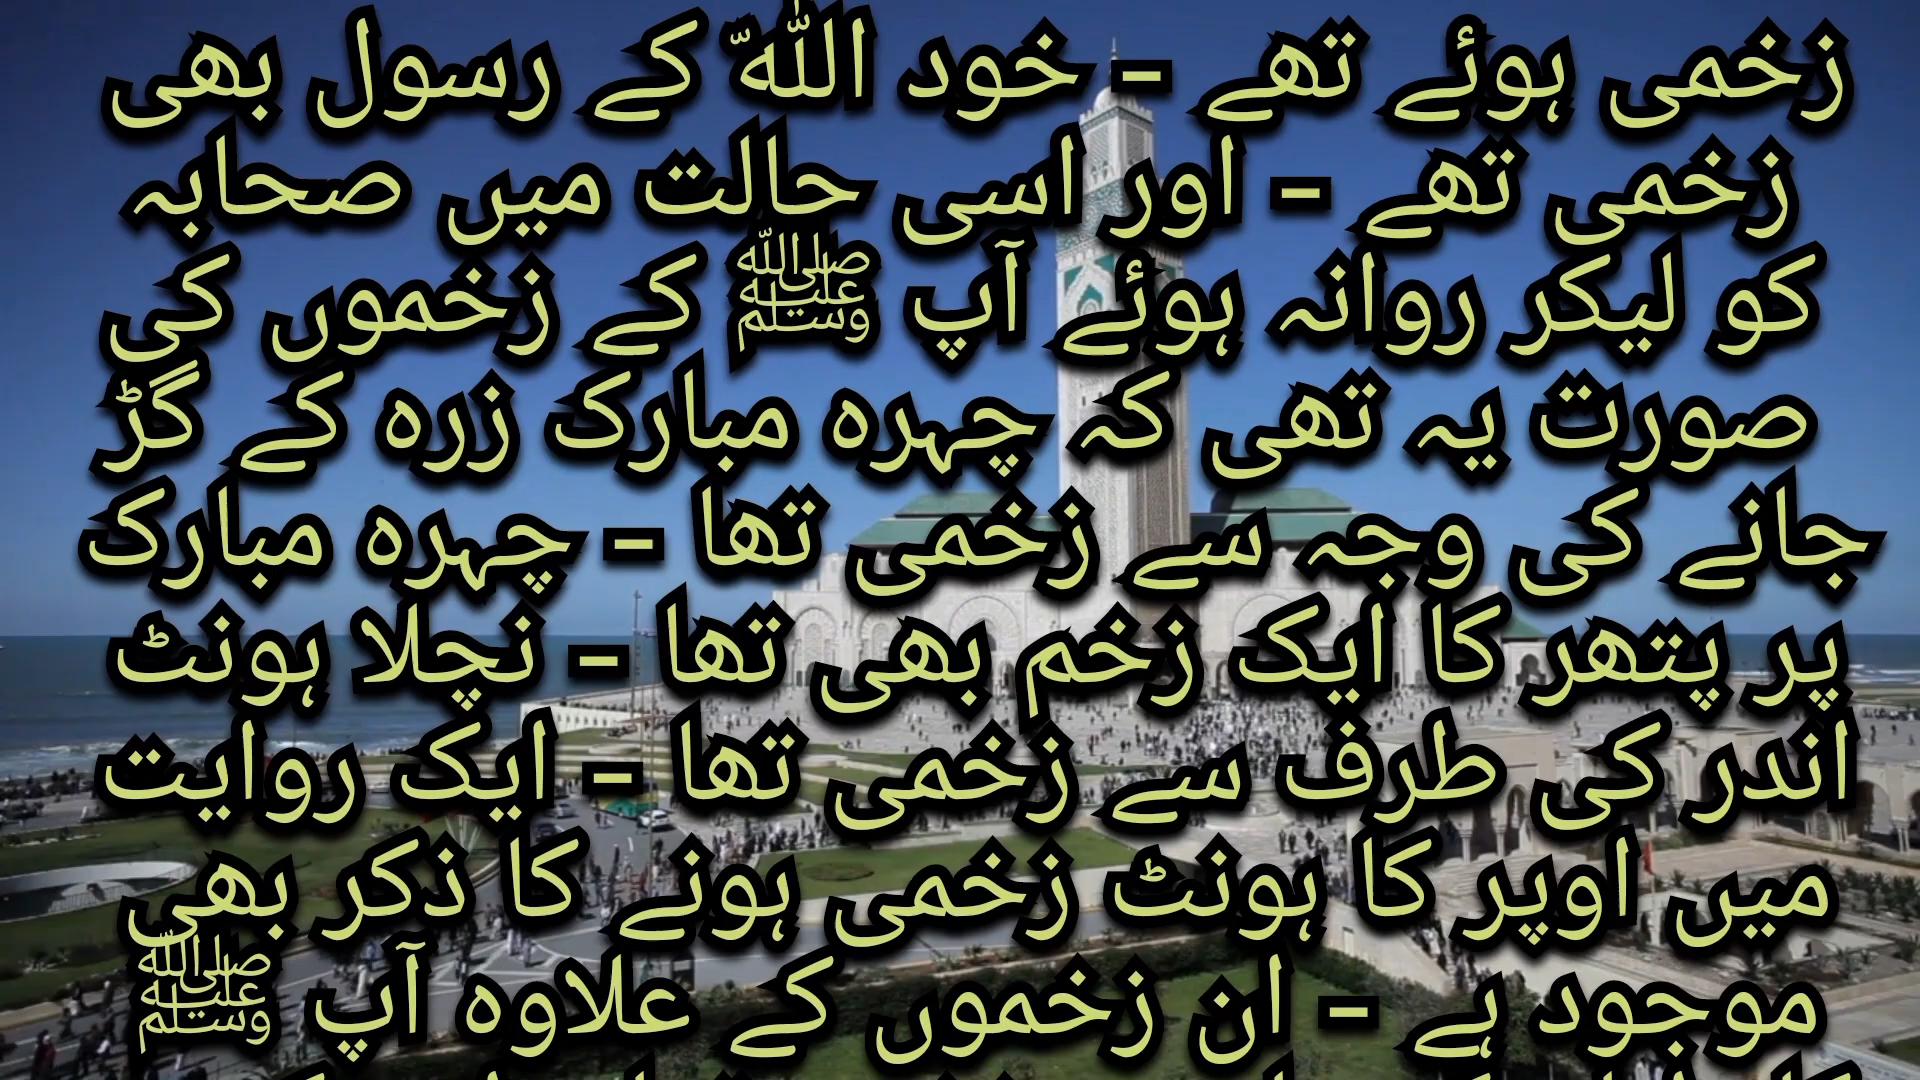 زخمی ہوئے تھے - خود اللّٰہ کے رسول بھی
زخمی تھے - اور اسی حالت میں صحابہ
کو لیکر روانہ ہوئے آپ ﷺ کے زخموں کی
صورت یہ تھی کہ چہرہ مبارک زرہ کے گڑ
جانے کی وجہ سے زخمی تھا - چہرہ مبارک
پر پتھر کا ایک زخم بھی تھا - نچلا ہونٹ
اندر کی طرف سے زخمی تھا - ایک روایت
میں اوپر کا ہونٹ زخمی ہونے کا ذکر بھی
موجود ہے - ان زخموں کے علاوہ آپ ﷺ